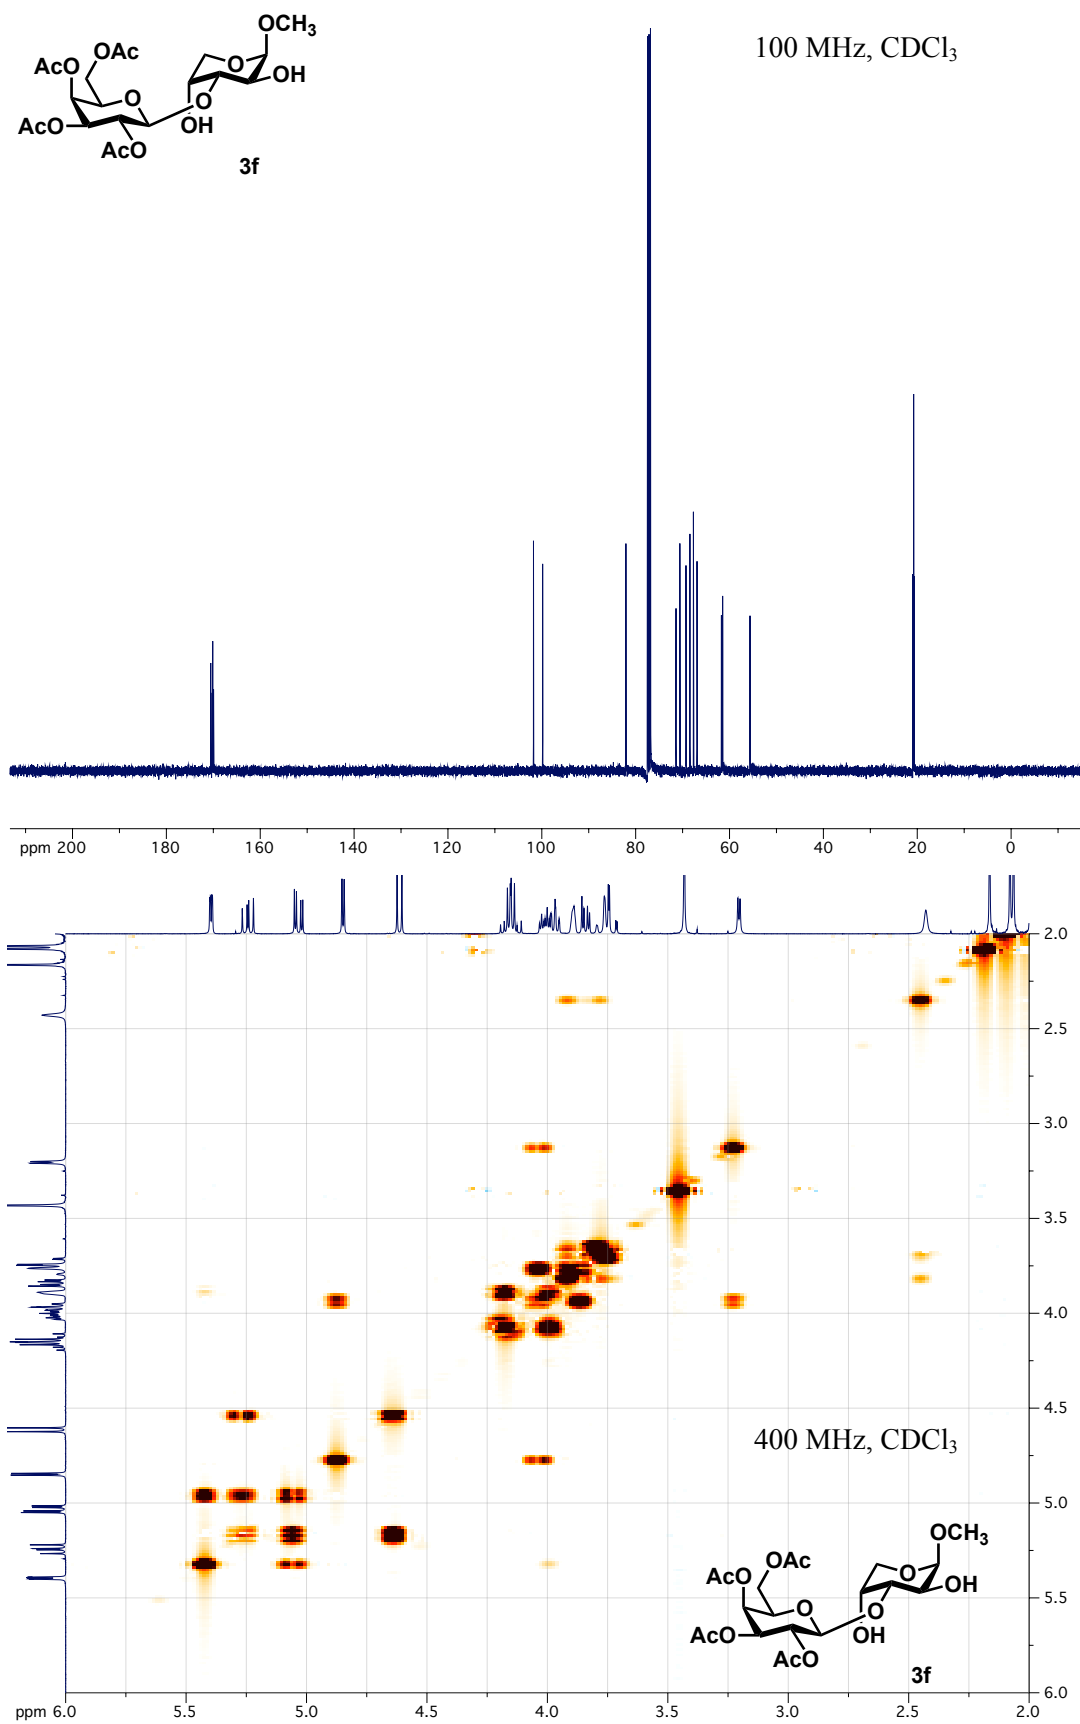 OCH3
OAc
AcO
O
OH
O
O
AcO
OH
AcO
3f
100 MHz, CDCl3
ppm 200 180 160 140 120 100 80 60 40 20 0
2.0
2.5
3.0
3.5
4.0
4.5
5.0
5.5
6.0
400 MHz, CDCl3
OCH3
OAc
AcO
O
OH
O
O
AcO
OH
AcO
3f
ppm 6.0 5.5 5.0 4.5 4.0 3.5 3.0 2.5 2.0